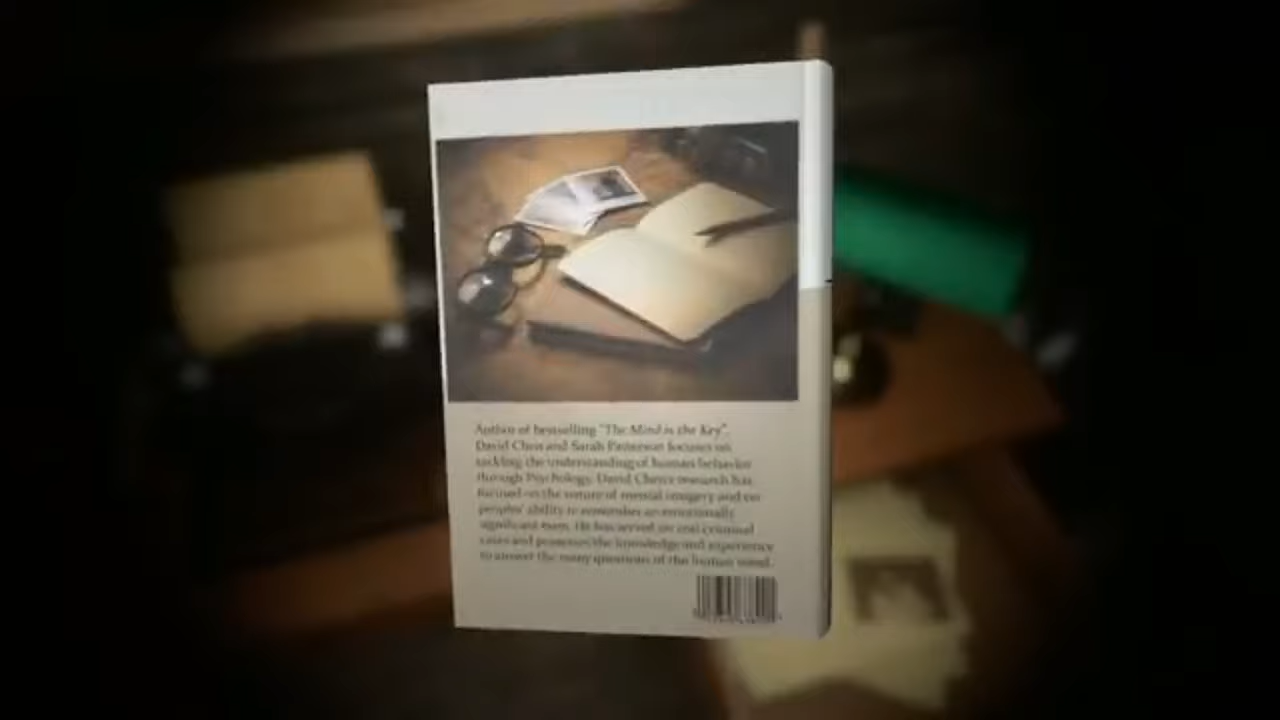 Author of bestselling "The Mind is the Key",
David Chen and Sarah Patterson focuses on
tackling the understanding of human behavior
through Psychology. David Chen's research has
focused on the nature of mental imagery and on
peoples' ability to remember an emotionally
significant event. He has served on real criminal
cases and possesses the knowledge and experience
to answer the many questions of the human mind.